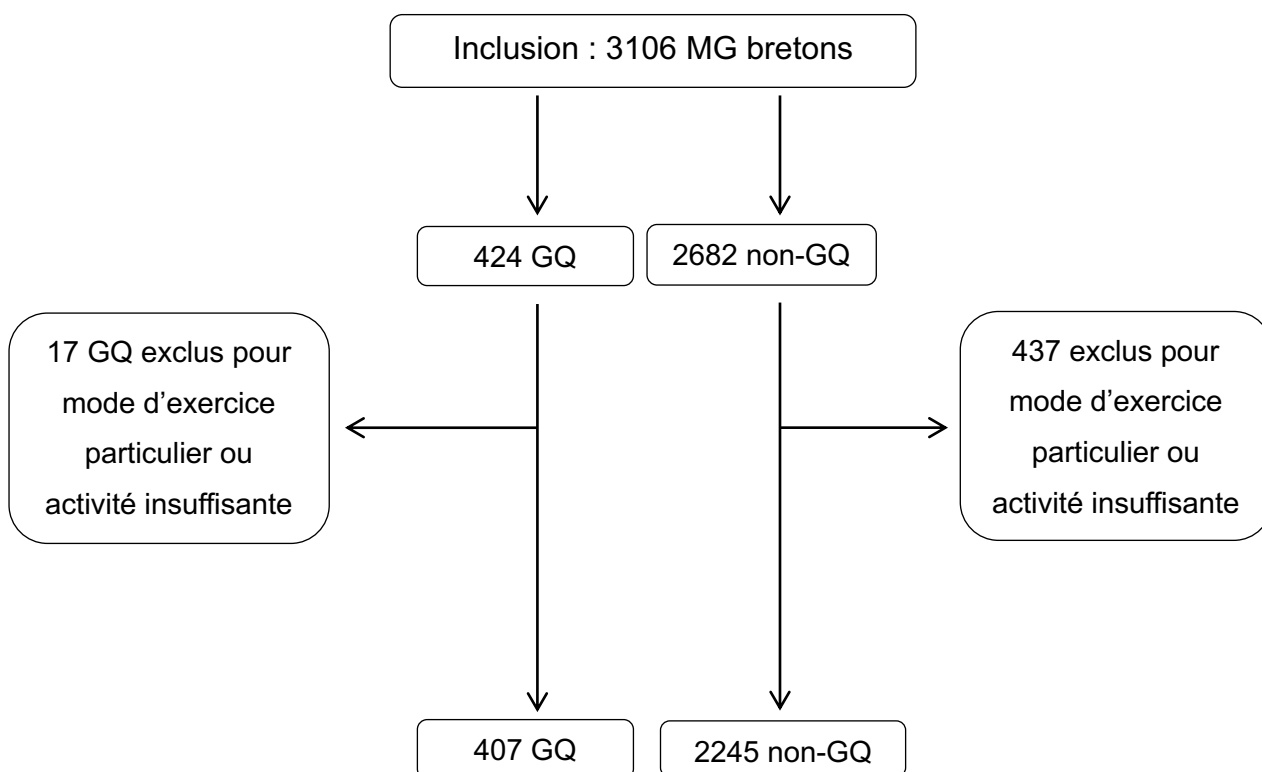 Inclusion : 3106 MG bretons
424 GQ
2682 non-GQ
17 GQ exclus pour
mode d’exercice
particulier ou
activité insuffisante
437 exclus pour
mode d’exercice
particulier ou
activité insuffisante
407 GQ
2245 non-GQ